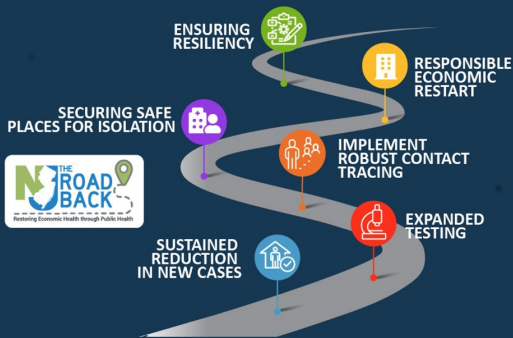 ENSURING
RESILIENCY
RESPONSIBLE
ECONOMIC
RESTART
SECURING SAFE
PLACES FOR ISOLATION
IMPLEMENT
ROBUST CONTACT
TRACING
NJ THE
ROAD
BACK
Restoring Economic Health through Public Health
EXPANDED
TESTING
SUSTAINED
REDUCTION
IN NEW CASES